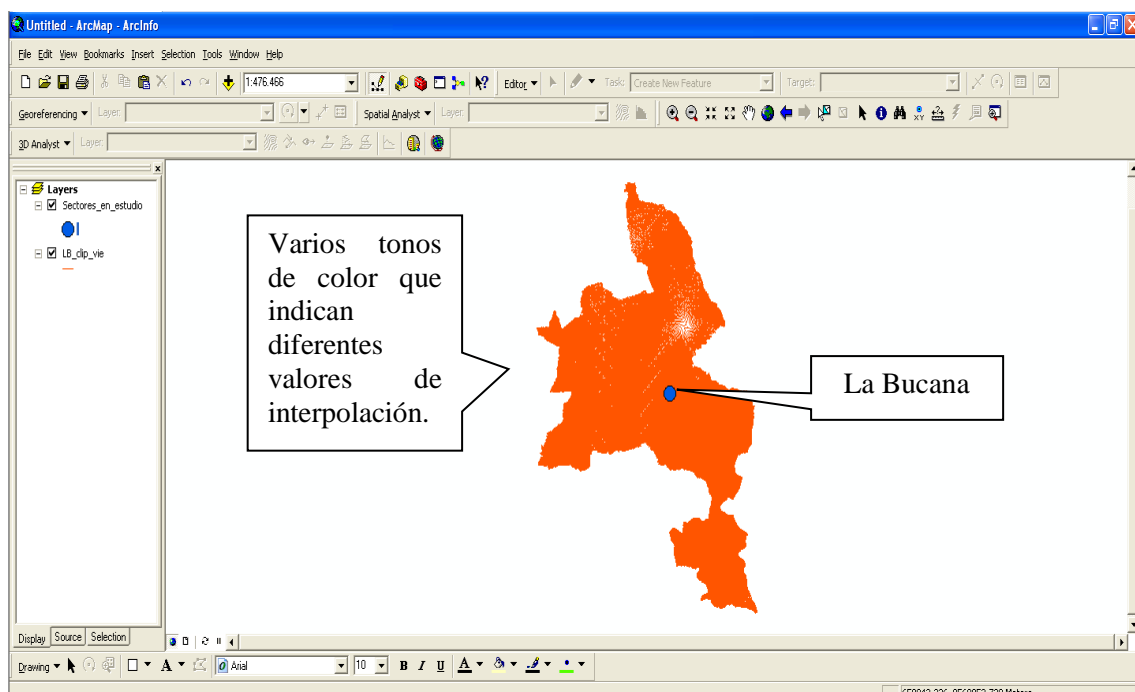 Untitled - ArcMap - ArcInfo
File Edit View Bookmarks Insert Selection Tools Window Help
1:476.466
Editor Task: Create New Feature Target:
Georeferencing Layer: Spatial Analyst Layer:
XY
3D Analyst Layer:
Layers
Sectores_en_estudio
LB_clip_vie
Varios tonos
de color que
indican
diferentes
valores de
interpolación.
La Bucana
Display Source Selection
Drawing A Arial 10 B I U A